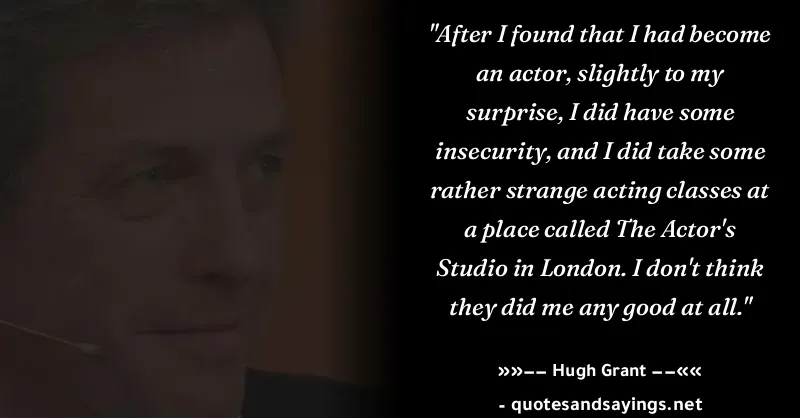 "After I found that I had become
an actor, slightly to my
surprise, I did have some
insecurity, and I did take some
rather strange acting classes at
a place called The Actor's
Studio in London. I don't think
they did me any good at all."
»»–– Hugh Grant ––««
- quotesandsayings.net